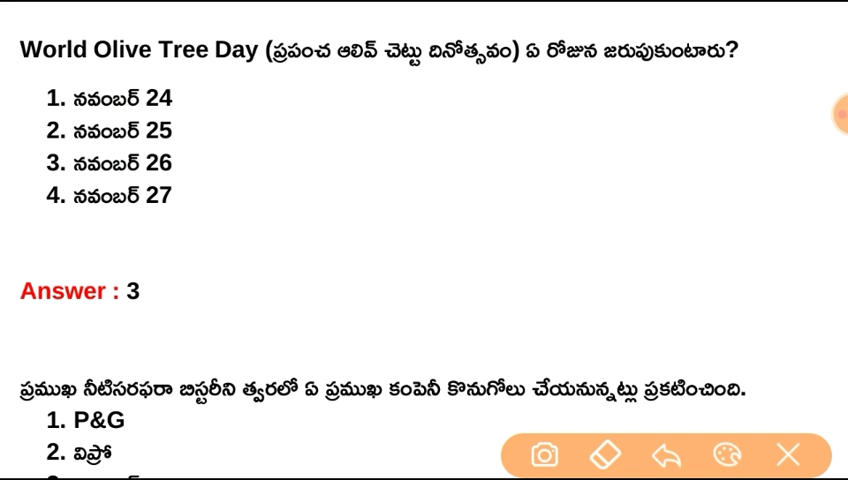 World Olive Tree Day (ప్రపంచ ఆలివ్ చెట్టు దినోత్సవం) ఏ రోజున జరుపుకుంటారు?
1. నవంబర్ 24
2. నవంబర్ 25
3. నవంబర్ 26
4. నవంబర్ 27
Answer : 3
ప్రముఖ నీటిసరఫరా బిస్టరీని త్వరలో ఏ ప్రముఖ కంపెనీ కొనుగోలు చేయనున్నట్లు ప్రకటించింది.
1. P&G
2. విప్రో